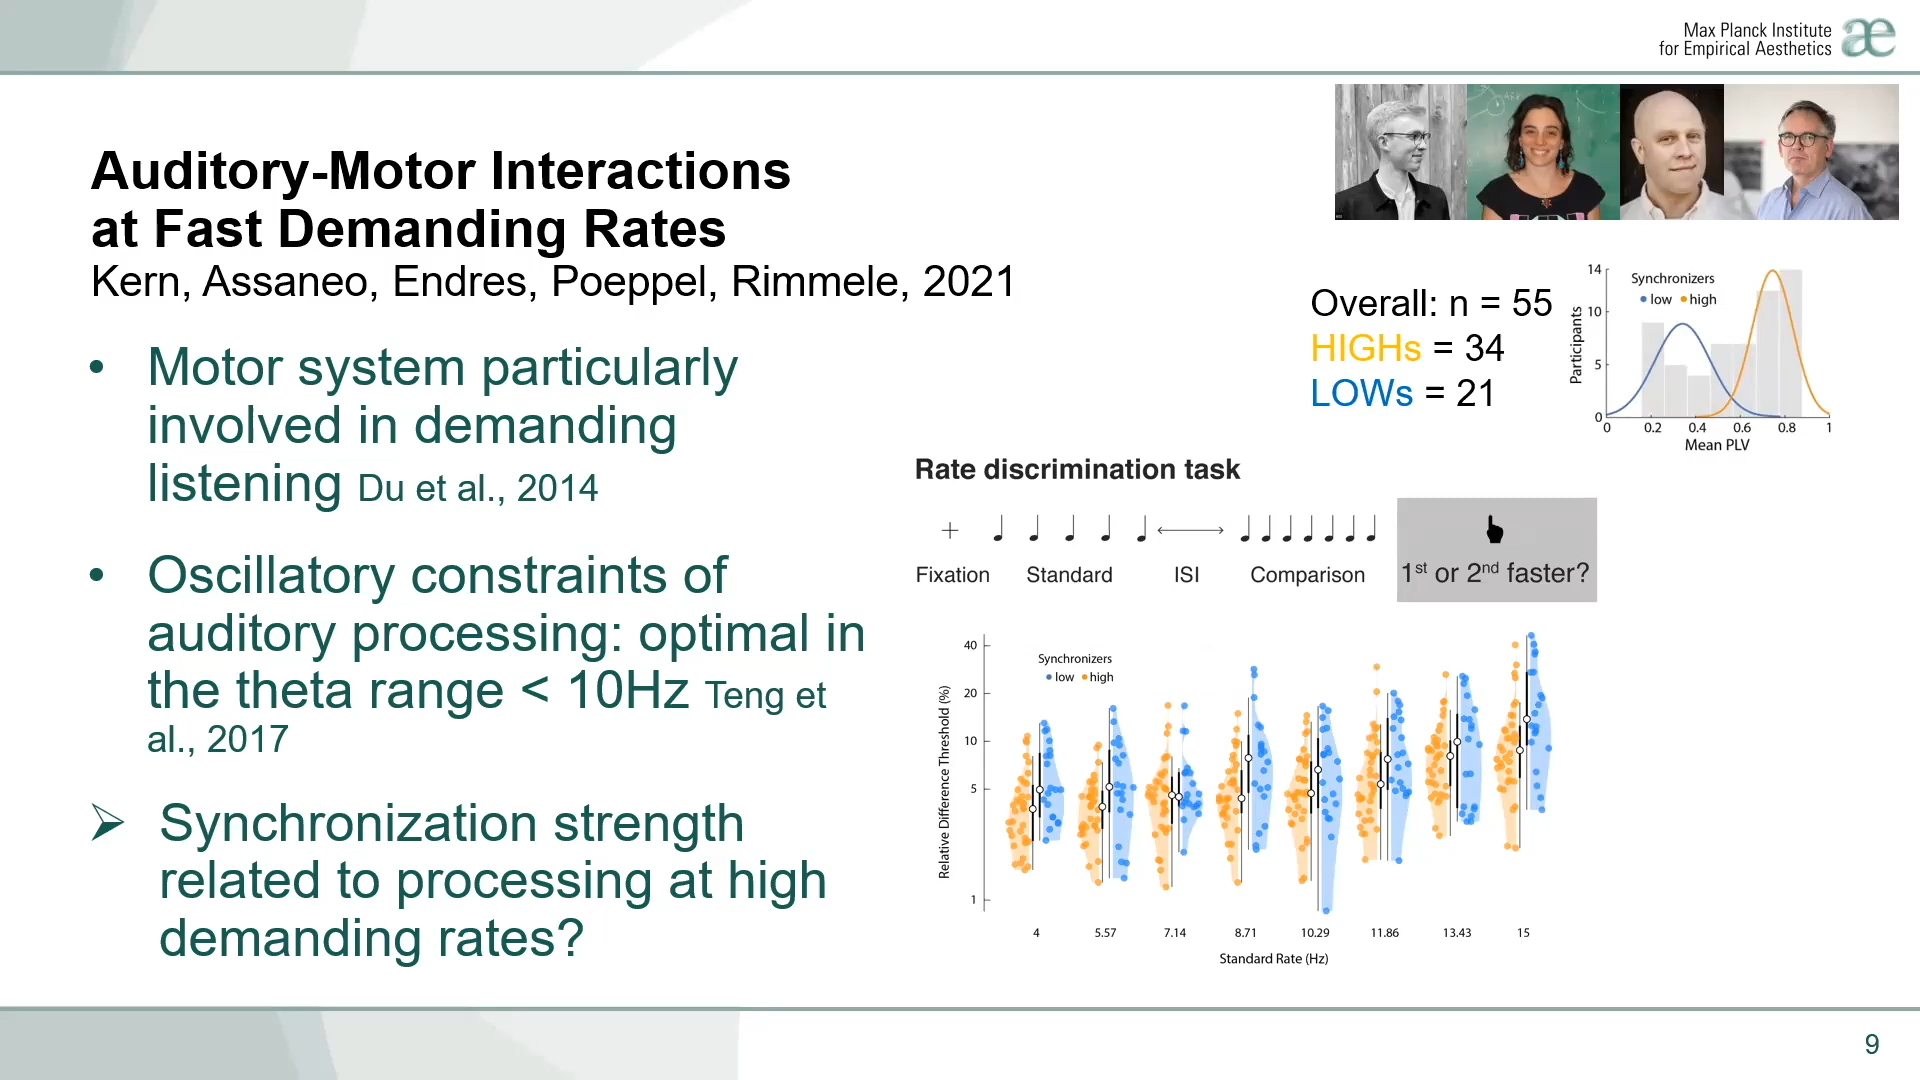 Max Planck Institute
for Empirical Aesthetics
æ
Auditory-Motor Interactions
at Fast Demanding Rates
Kern, Assaneo, Endres, Poeppel, Rimmele, 2021
• Motor system particularly
involved in demanding
listening Du et al., 2014
• Oscillatory constraints of
auditory processing: optimal in
the theta range < 10Hz Teng et
al., 2017
➢ Synchronization strength
related to processing at high
demanding rates?
Overall: n = 55
HIGHs = 34
LOWs = 21
Synchronizers
low high
Participants
14
10
5
0
0 0.2 0.4 0.6 0.8 1
Mean PLV
Rate discrimination task
Fixation Standard ISI Comparison 1st or 2nd faster?
Synchronizers
low high
Relative Difference Threshold (%)
40
20
10
5
1
4 5.57 7.14 8.71 10.29 11.86 13.43 15
Standard Rate (Hz)
9